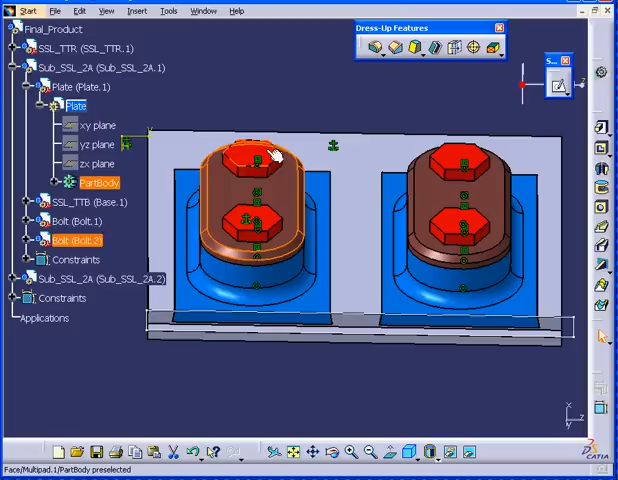 Start File Edit View Insert Tools Window Help
Final_Product
SSL_TTR (SSL_TTR.1)
Sub_SSL_2A (Sub_SSL_2A.1)
Plate (Plate.1)
Plate
xy plane
yz plane
zx plane
PartBody
SSL_TTB (Base.1)
Bolt (Bolt.1)
Bolt (Bolt.2)
Constraints
Sub_SSL_2A (Sub_SSL_2A.2)
Constraints
Applications
Dress-Up Features
S...
z
y
x
z
y
CATIA
Face/Multipad.1/PartBody preselected